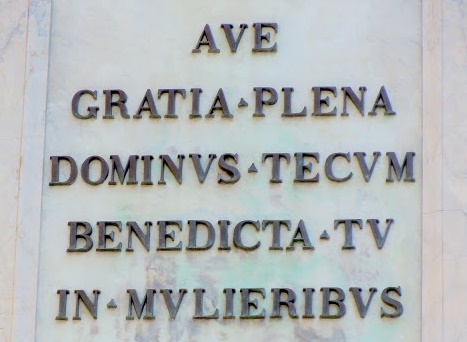 AVE
GRATIA▴PLENA
DOMINVS▴TECVM
BENEDICTA▴TV
IN▴MVLIERIBVS